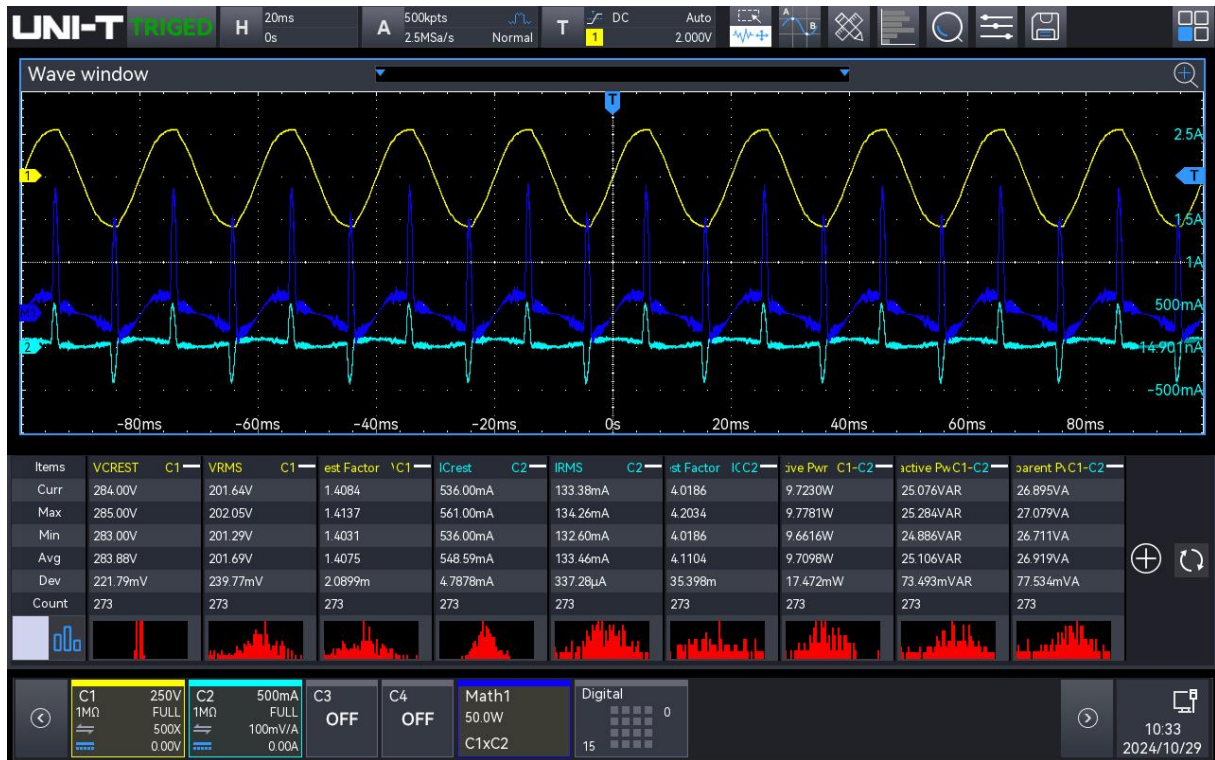 UNI-T TRIGED H 20ms 0s A 500kpts 2.5MSa/s Normal T DC 1 Auto 2.000V A B
Wave window
T
2.5A
1 T
1.5A
1A
500mA
2 14.901nA
-500mA
-80ms -60ms -40ms -20ms 0s 20ms 40ms 60ms 80ms
Items VCREST C1 VRMS C1 est Factor C1 ICrest C2 IRMS C2 st Factor IC C2 tive Pwr C1-C2 active Pw C1-C2 parent P C1-C2
Curr 284.00V 201.64V 1.4084 536.00mA 133.38mA 4.0186 9.7230W 25.076VAR 26.895VA
Max 285.00V 202.05V 1.4137 561.00mA 134.26mA 4.2034 9.7781W 25.284VAR 27.079VA
Min 283.00V 201.29V 1.4031 536.00mA 132.60mA 4.0186 9.6616W 24.886VAR 26.711VA
Avg 283.88V 201.69V 1.4075 548.59mA 133.46mA 4.1104 9.7098W 25.106VAR 26.919VA
Dev 221.79mV 239.77mV 2.0899m 4.7878mA 337.28µA 35.398m 17.472mW 73.493mVAR 77.534mVA
Count 273 273 273 273 273 273 273 273 273
C1 250V
1MΩ FULL
500X
0.00V
C2 500mA
1MΩ FULL
100mV/A
0.00A
C3
OFF
C4
OFF
Math1
50.0W
C1xC2
Digital
0
15
10:33
2024/10/29